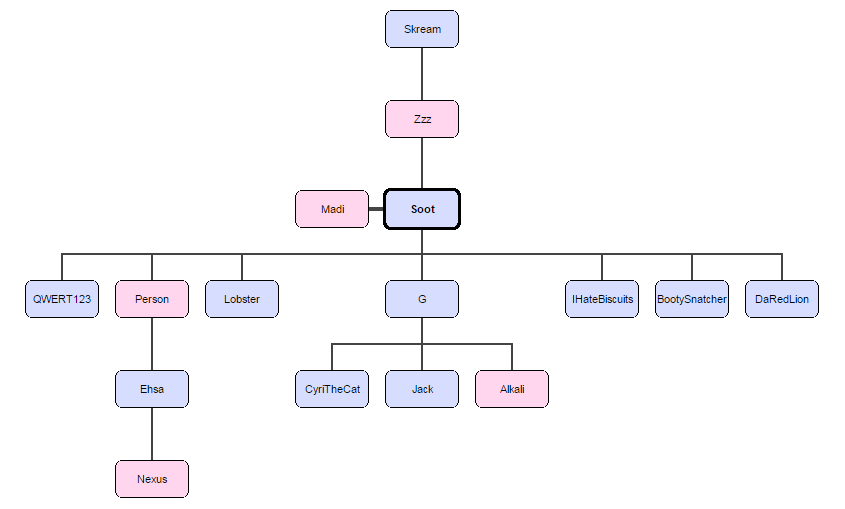 Skream
Zzz
Madi
Soot
QWERT123
Person
Lobster
G
IHateBiscuits
BootySnatcher
DaRedLion
Ehsa
CyriTheCat
Jack
Alkali
Nexus